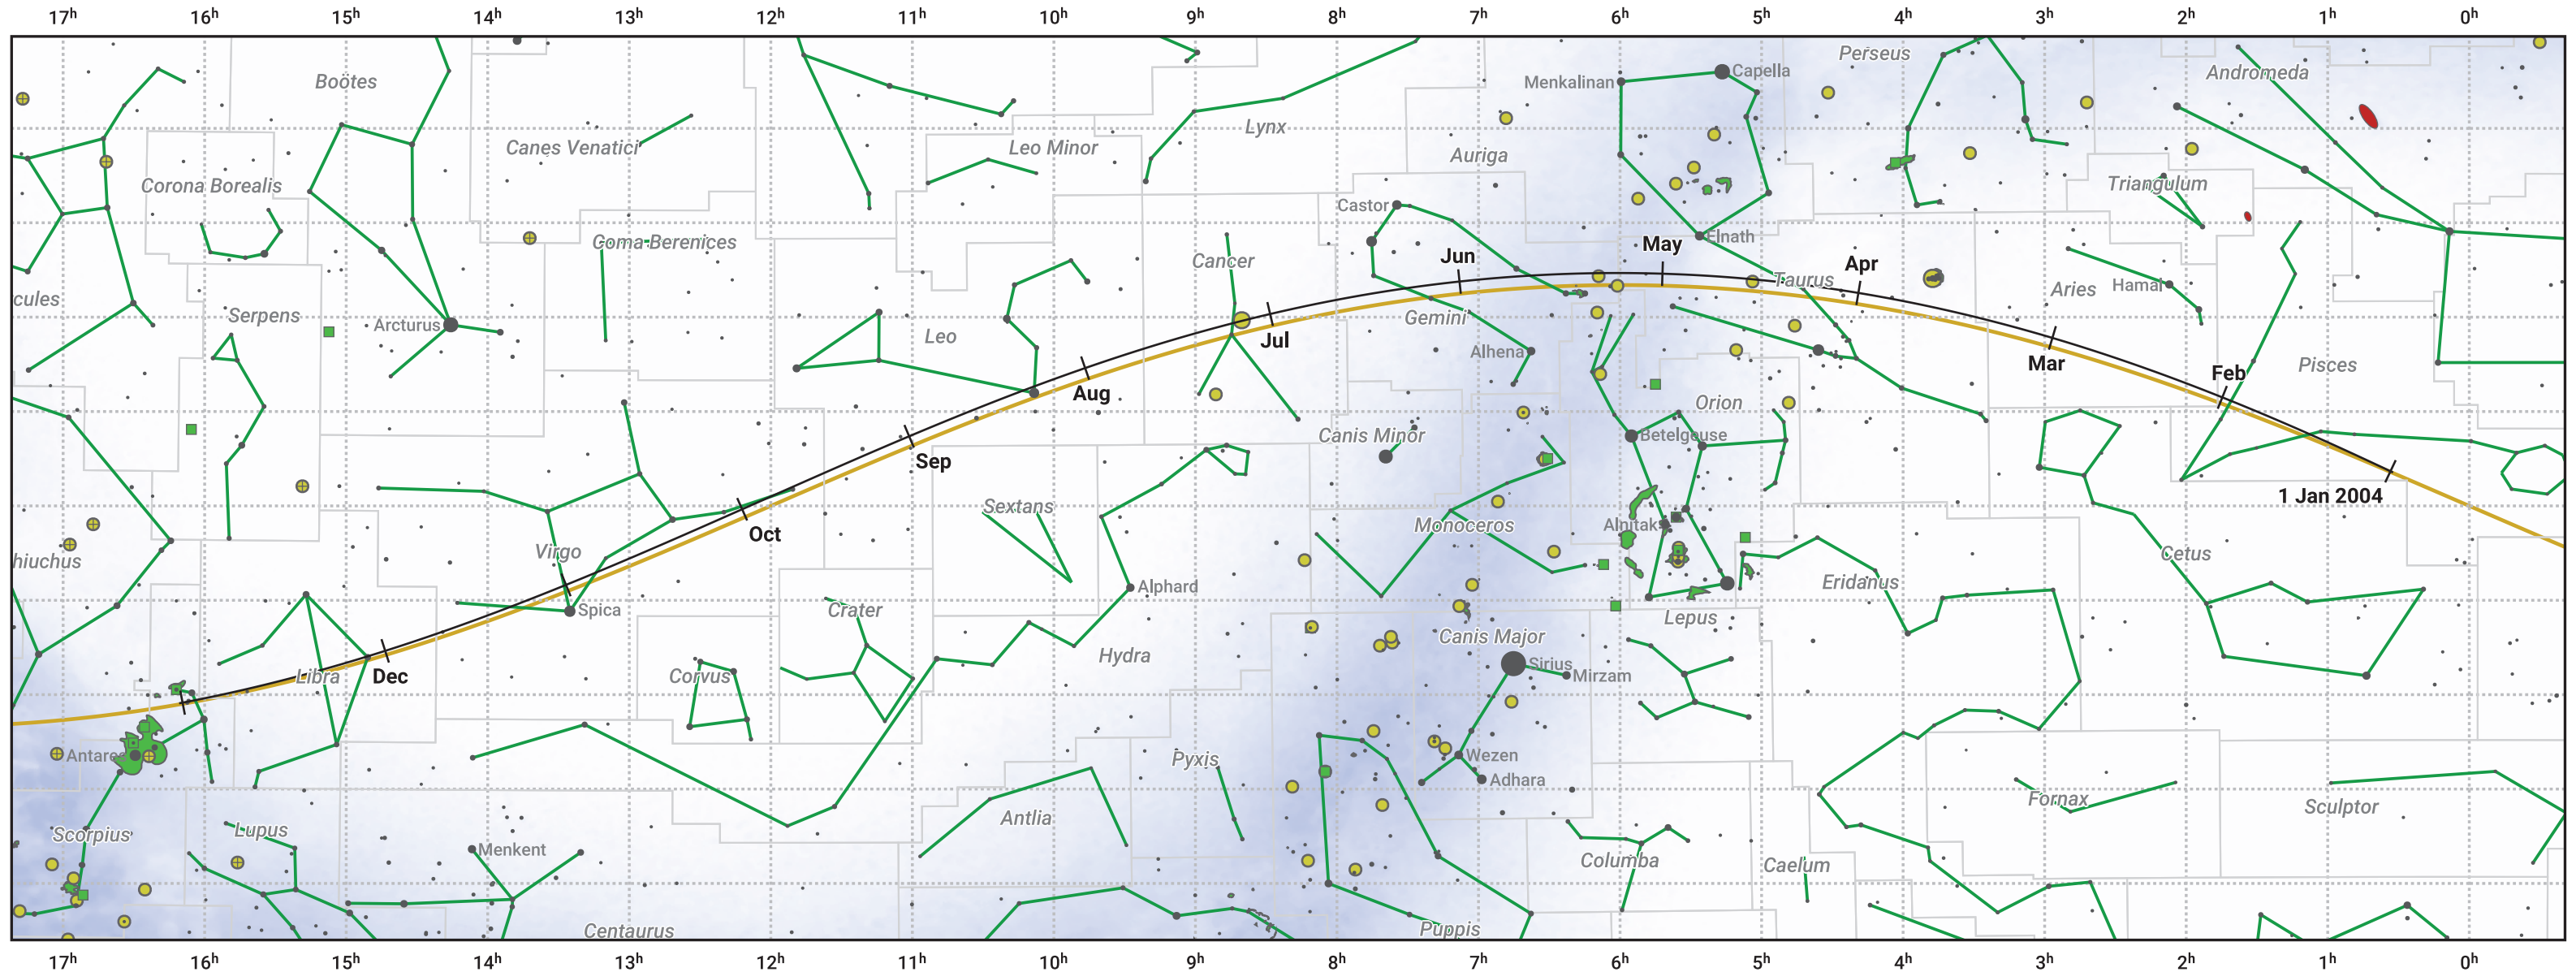 17h 16h 15h 14h 13h 12h 11h 10h 9h 8h 7h 6h 5h 4h 3h 2h 1h 0h
Perseus
Andromeda
Boötes
Menkalinan
Capella
Lynx
Canes Venatici
Leo Minor
Auriga
Corona Borealis
Triangulum
Castor
Coma Berenices
Elnath
May
Jun
Cancer
Apr
Taurus
Hamal
Aries
cules
Serpens
Arcturus
Gemini
Leo
Jul
Alhena
Mar
Pisces
Feb
Aug
Orion
Canis Minor
Betelgeuse
Sep
1 Jan 2004
Sextans
Monoceros
Alnitak
Oct
Virgo
Cetus
hiuchus
Eridanus
Alphard
Spica
Crater
Lepus
Canis Major
Hydra
Sirius
Mirzam
Libra
Dec
Corvus
Antares
Pyxis
Wezen
Adhara
Fornax
Sculptor
Antlia
Scorpius
Lupus
Menkent
Columba
Caelum
Centaurus
Puppis
17h 16h 15h 14h 13h 12h 11h 10h 9h 8h 7h 6h 5h 4h 3h 2h 1h 0h